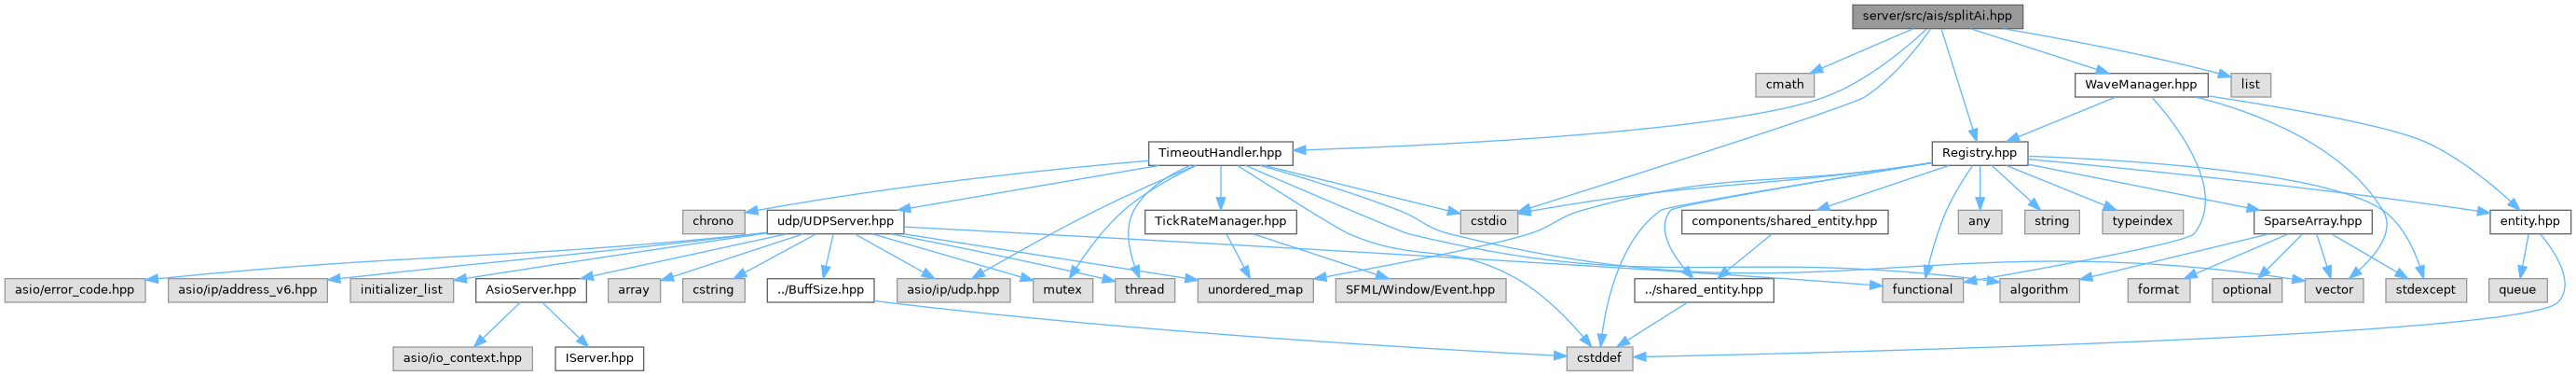 server/src/ais/splitAi.hpp
cmath
WaveManager.hpp
list
TimeoutHandler.hpp
Registry.hpp
chrono
udp/UDPServer.hpp
TickRateManager.hpp
cstdio
components/shared_entity.hpp
any
string
typeindex
SparseArray.hpp
entity.hpp
asio/error_code.hpp
asio/ip/address_v6.hpp
initializer_list
AsioServer.hpp
array
cstring
../BuffSize.hpp
asio/ip/udp.hpp
mutex
thread
unordered_map
SFML/Window/Event.hpp
../shared_entity.hpp
functional
algorithm
format
optional
vector
stdexcept
queue
asio/io_context.hpp
IServer.hpp
cstddef